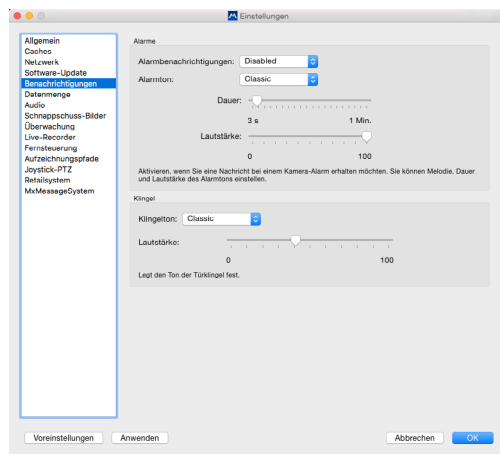 Einstellungen
Allgemein
Caches
Netzwerk
Software-Update
Benachrichtigungen
Datenmenge
Audio
Schnappschuss-Bilder
Überwachung
Live-Recorder
Fernsteuerung
Aufzeichnungspfade
Joystick-PTZ
Retailsystem
MxMessageSystem
Alarme
Alarmbenachrichtigungen: Disabled
Alarmton: Classic
Dauer:
3 s 1 Min.
Lautstärke:
0 100
Aktivieren, wenn Sie eine Nachricht bei einem Kamera-Alarm erhalten möchten. Sie können Melodie, Dauer
und Lautstärke des Alarmtons einstellen.
Klingel
Klingelton: Classic
Lautstärke:
0 100
Legt den Ton der Türklingel fest.
Voreinstellungen Anwenden Abbrechen OK